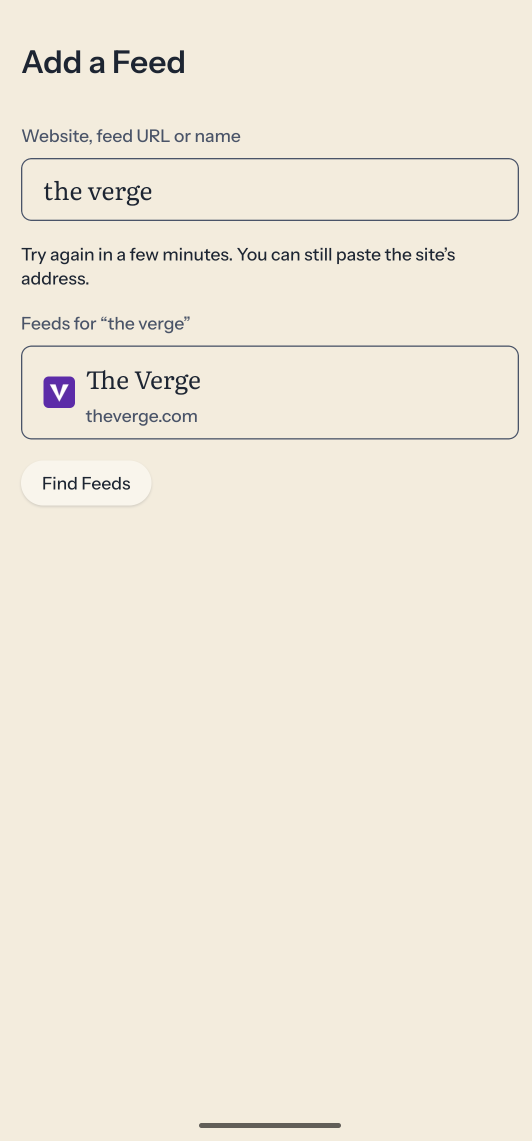 Add a Feed
Website, feed URL or name
the verge
Try again in a few minutes. You can still paste the site’s
address.
Feeds for “the verge”
The Verge
theverge.com
Find Feeds